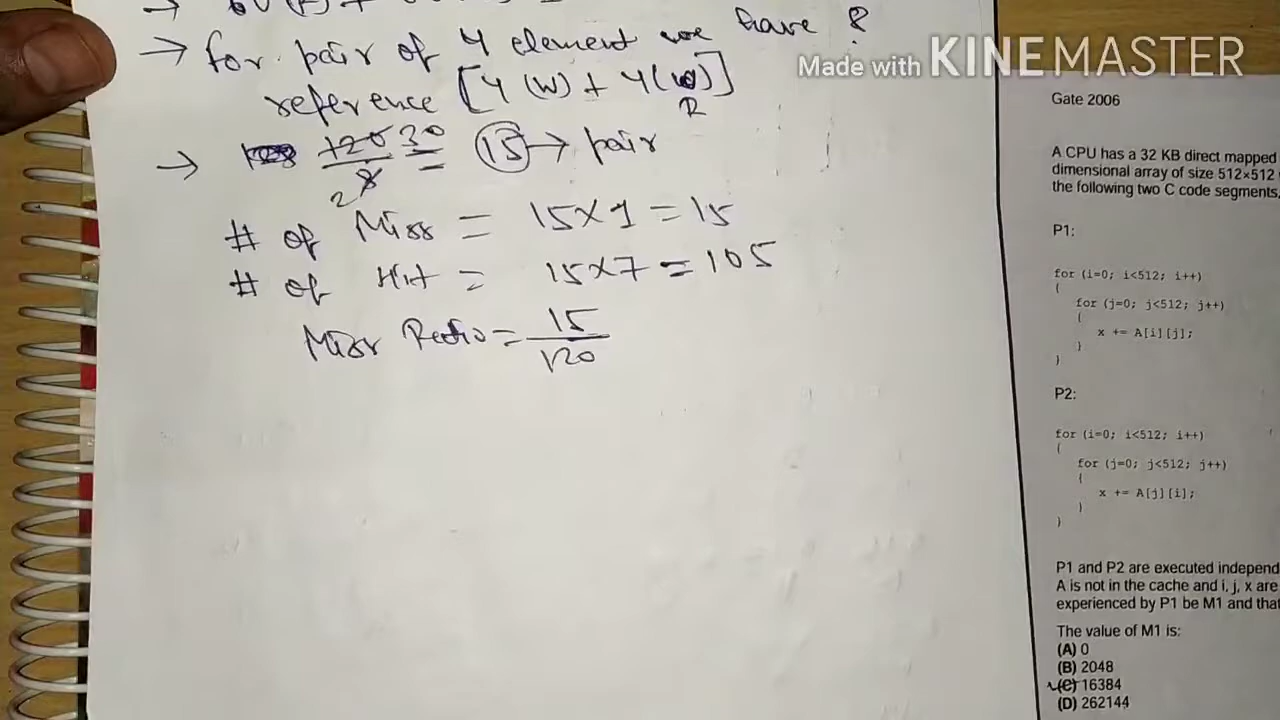 → 60 (R) +
→ for pair of 4 element we have 8
reference [4 (W) + 4 ( )]
R
→ 120 30 = 15 → pair
2 8
# of Miss = 15 × 1 = 15
# of Hit = 15 × 7 = 105
Miss Ratio = 15
120
Made with KINEMASTER
Gate 2006
A CPU has a 32 KB direct mapped
dimensional array of size 512×512
the following two C code segments,
P1:
for (i=0; i<512; i++)
{
for (j=0; j<512; j++)
{
x += A[i][j];
}
}
P2:
for (i=0; i<512; i++)
{
for (j=0; j<512; j++)
{
x += A[j][i];
}
}
P1 and P2 are executed independ
A is not in the cache and i, j, x are
experienced by P1 be M1 and that
The value of M1 is:
(A) 0
(B) 2048
(C) 16384
(D) 262144